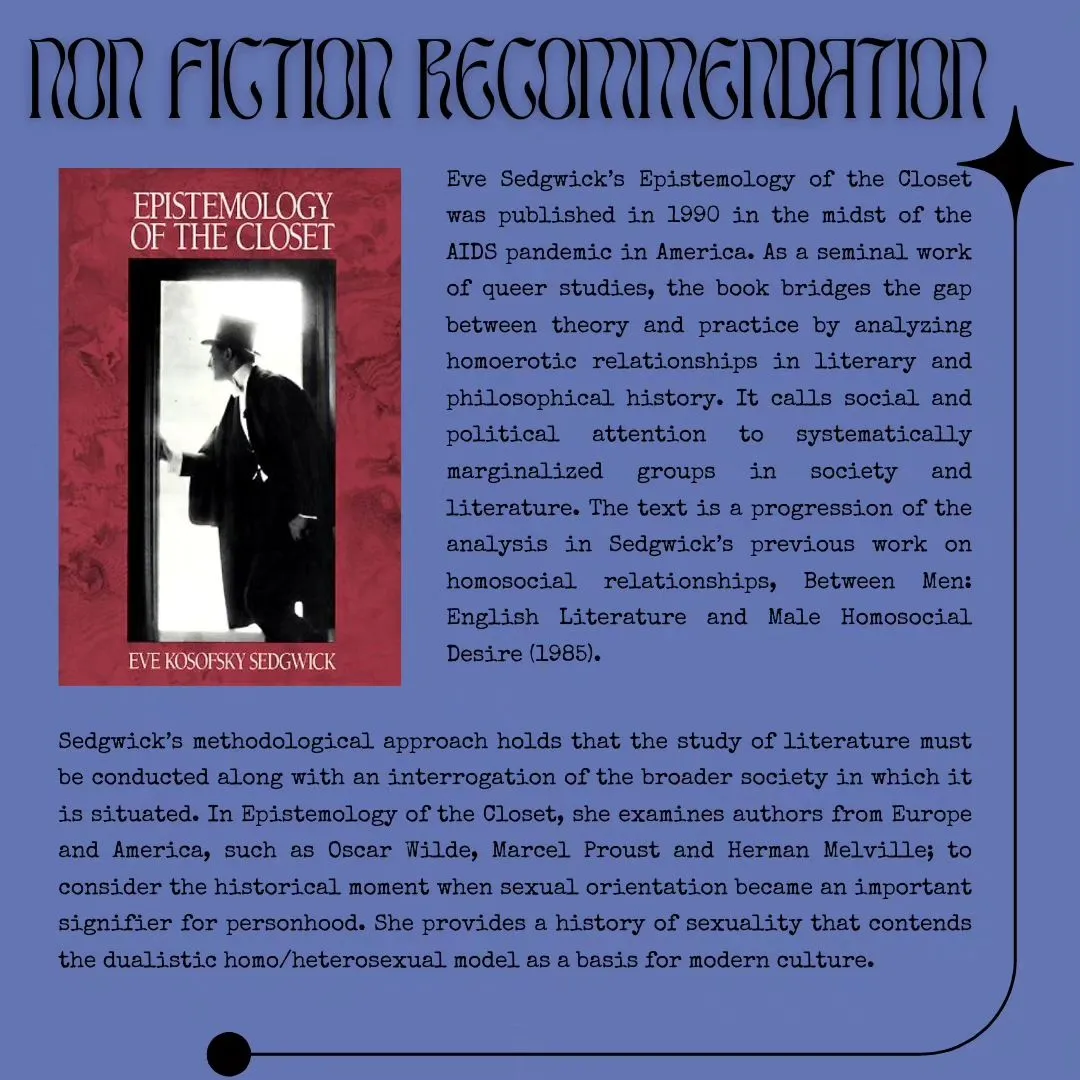 NON FICTION RECOMMENDATION
EPISTEMOLOGY
OF THE CLOSET
EVE KOSOFSKY SEDGWICK
Eve Sedgwick's Epistemology of the Closet
was published in 1990 in the midst of the
AIDS pandemic in America. As a seminal work
of queer studies, the book bridges the gap
between theory and practice by analyzing
homoerotic relationships in literary and
philosophical history. It calls social and
political attention to systematically
marginalized groups in society and
literature. The text is a progression of the
analysis in Sedgwick's previous work on
homosocial relationships, Between Men:
English Literature and Male Homosocial
Desire (1985).
Sedgwick's methodological approach holds that the study of literature must
be conducted along with an interrogation of the broader society in which it
is situated. In Epistemology of the Closet, she examines authors from Europe
and America, such as Oscar Wilde, Marcel Proust and Herman Melville; to
consider the historical moment when sexual orientation became an important
signifier for personhood. She provides a history of sexuality that contends
the dualistic homo/heterosexual model as a basis for modern culture.